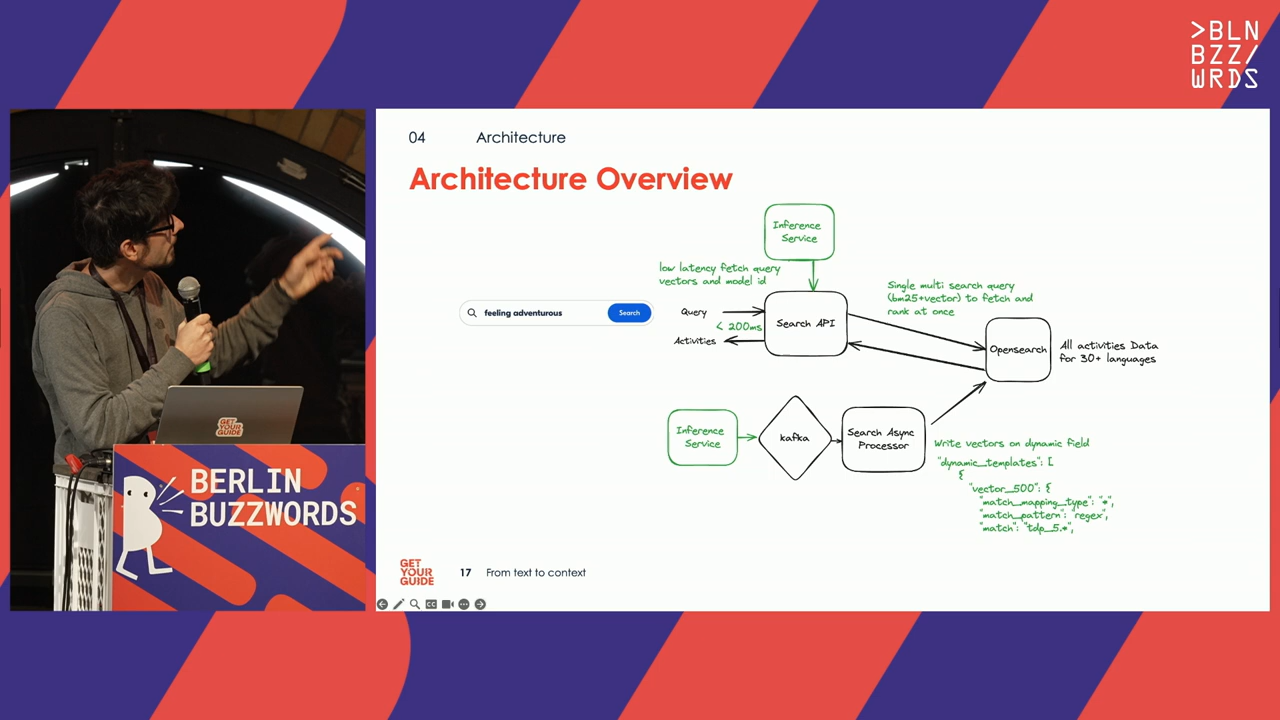 >BLN
BZZ/
WRDS
04 Architecture
Architecture Overview
Inference
Service
low latency fetch query
vectors and model id
Single multi search query
(bm25+vector) to fetch and
rank at once
feeling adventurous
Search
Query
< 200ms
Activities
Search API
Opensearch
All activities Data
for 30+ languages
Inference
Service
kafka
Search Async
Processor
Write vectors on dynamic field
"dynamic_templates": [
{
"vector_500": {
"match_mapping_type": "*",
"match_pattern": "regex",
"match": "tdp_5.*",
GET
YOUR
GUIDE
17 From text to context
CC
GET
YOUR
GUIDE
BERLIN
BUZZWORDS